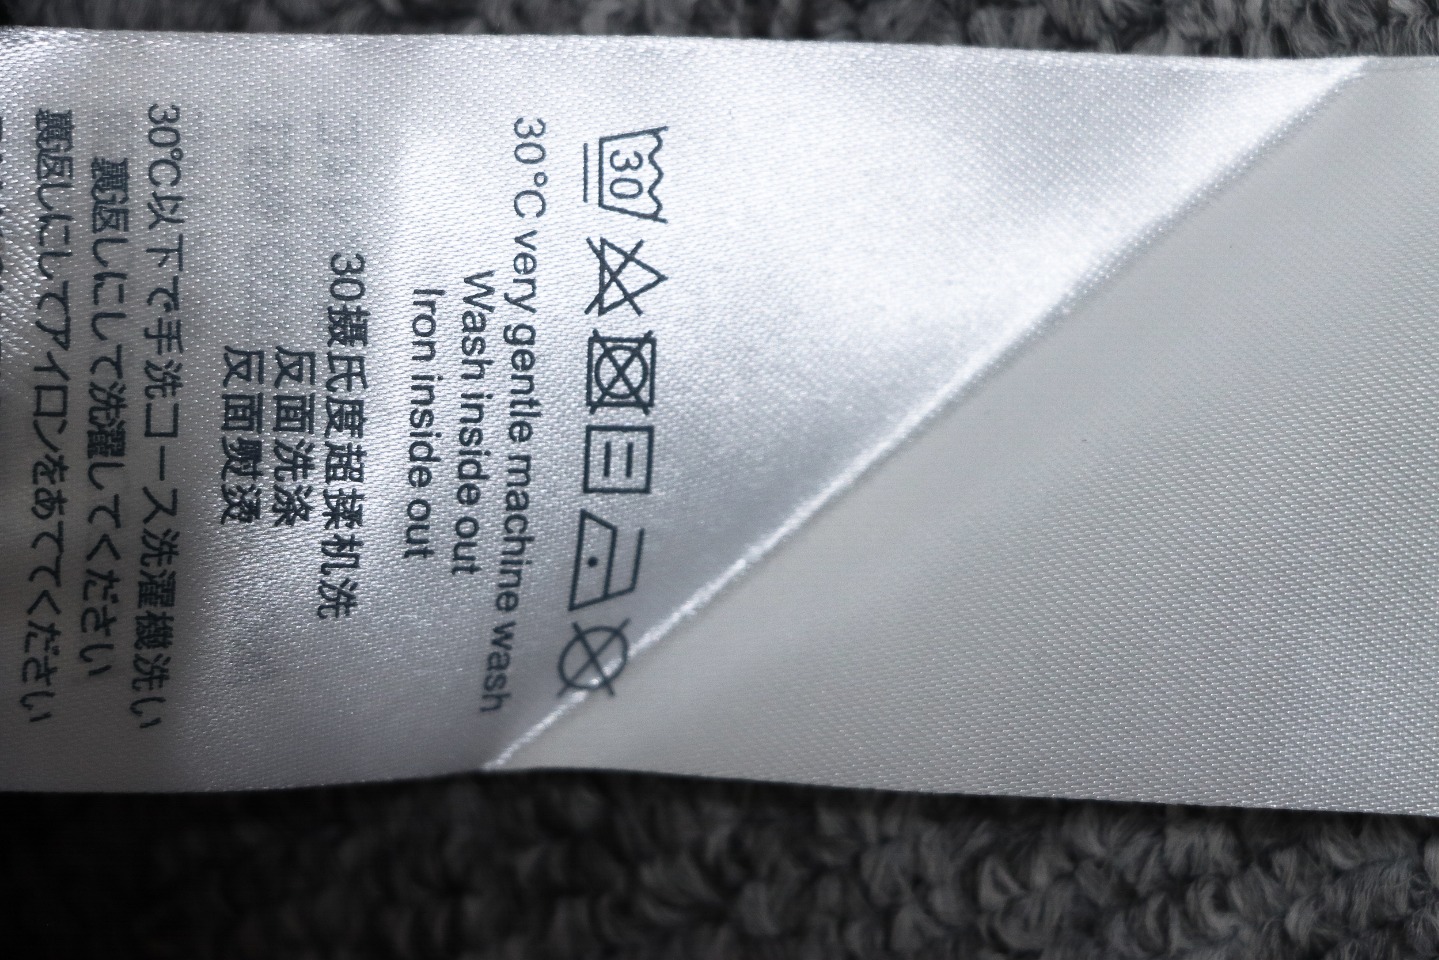 30
30°C very gentle machine wash
Wash inside out
Iron inside out
30摄氏度超揉机洗
反面洗涤
反面熨烫
30℃以下で手洗コース洗濯機洗い
裏返しにして洗濯してください
裏返しにしてアイロンをあててください